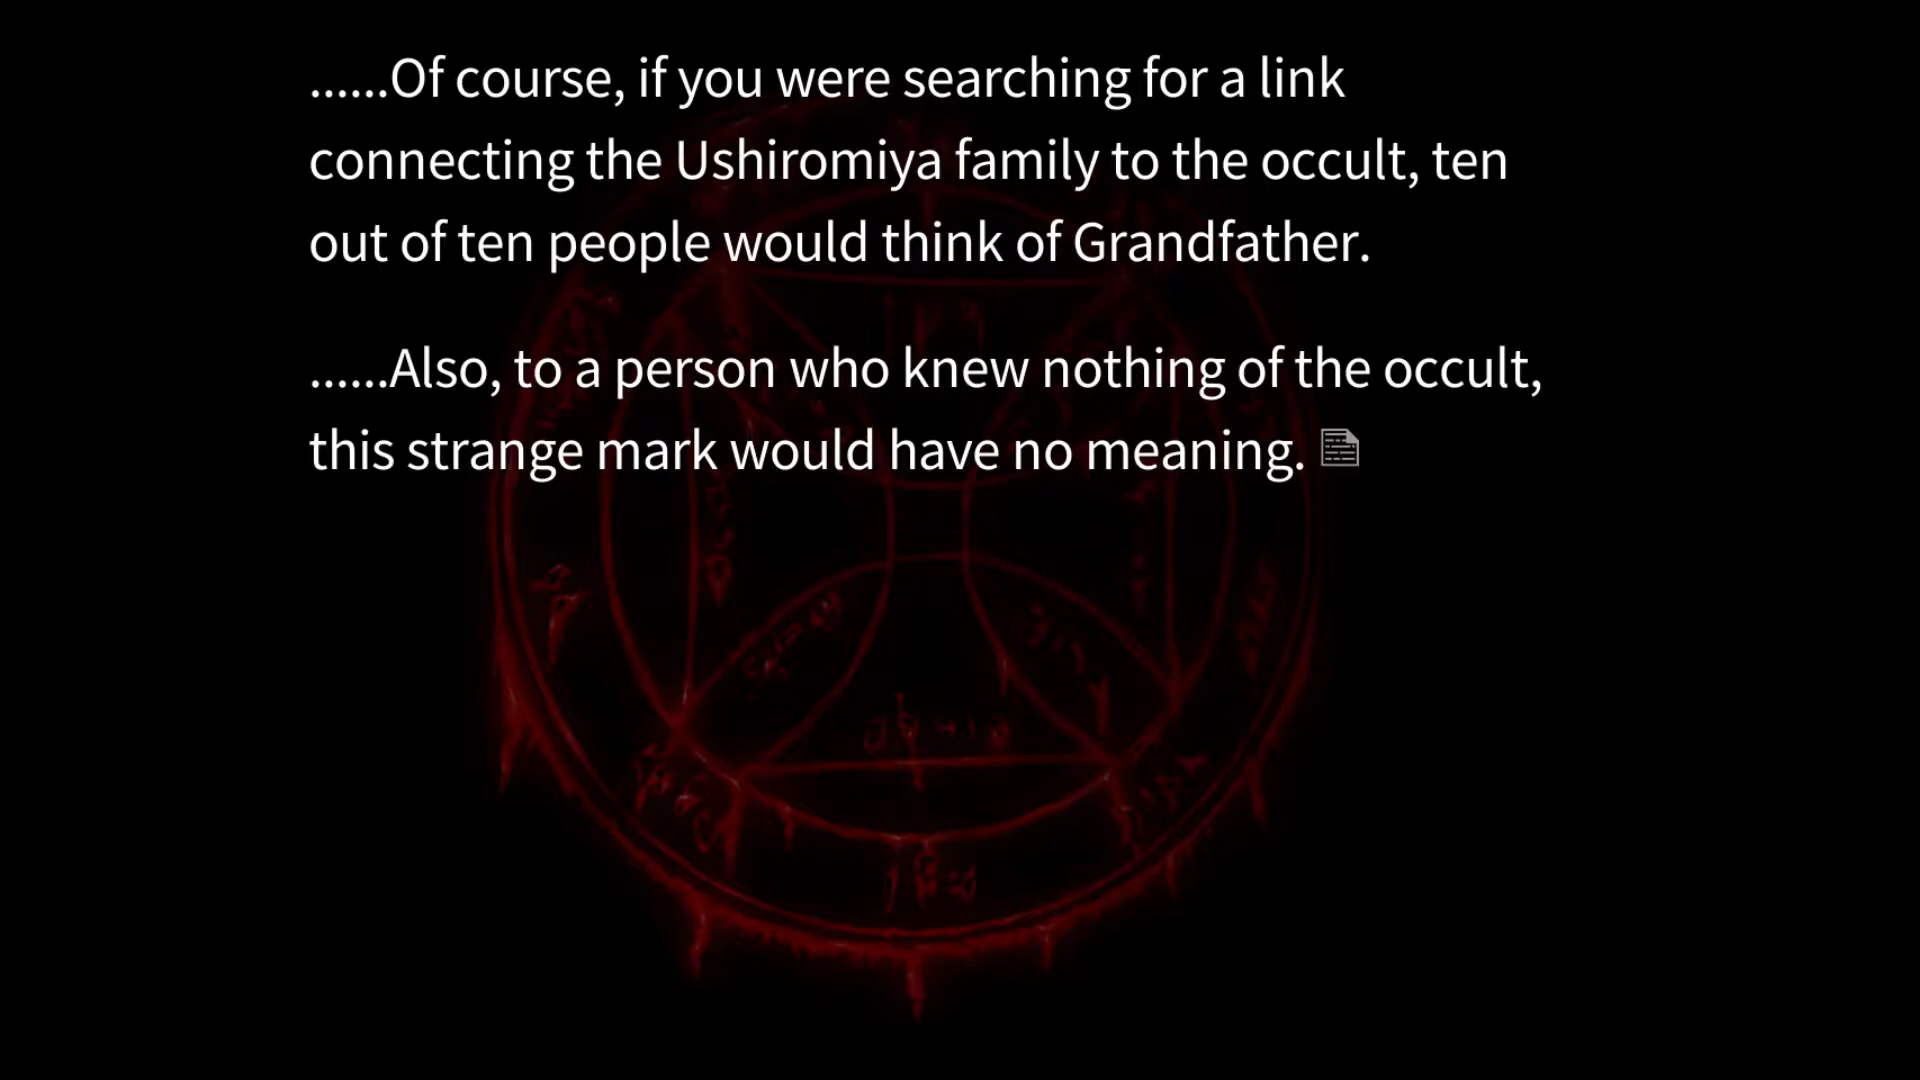 ......Of course, if you were searching for a link
connecting the Ushiromiya family to the occult, ten
out of ten people would think of Grandfather.
......Also, to a person who knew nothing of the occult,
this strange mark would have no meaning.